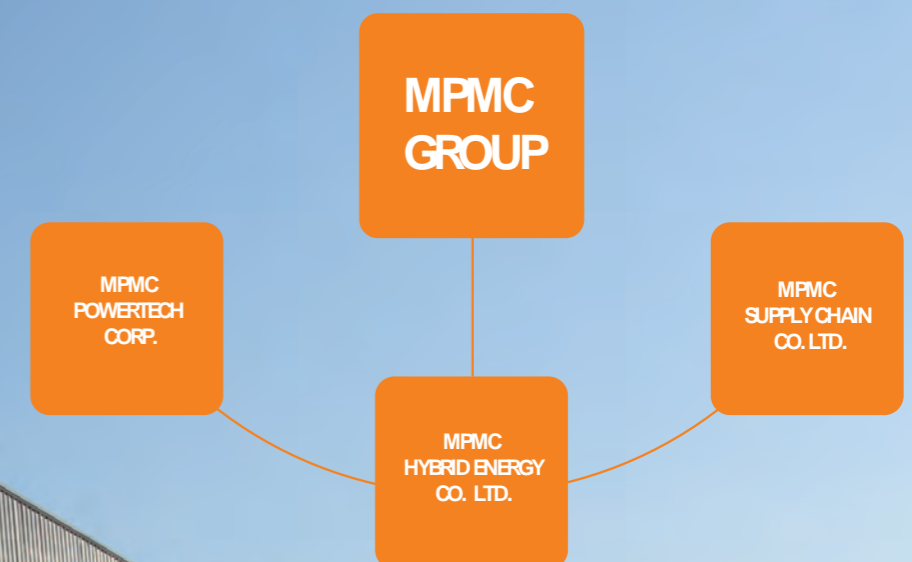 MPMC
GROUP
MPMC
POWERTECH
CORP.
MPMC
SUPPLY CHAIN
CO. LTD.
MPMC
HYBRID ENERGY
CO. LTD.